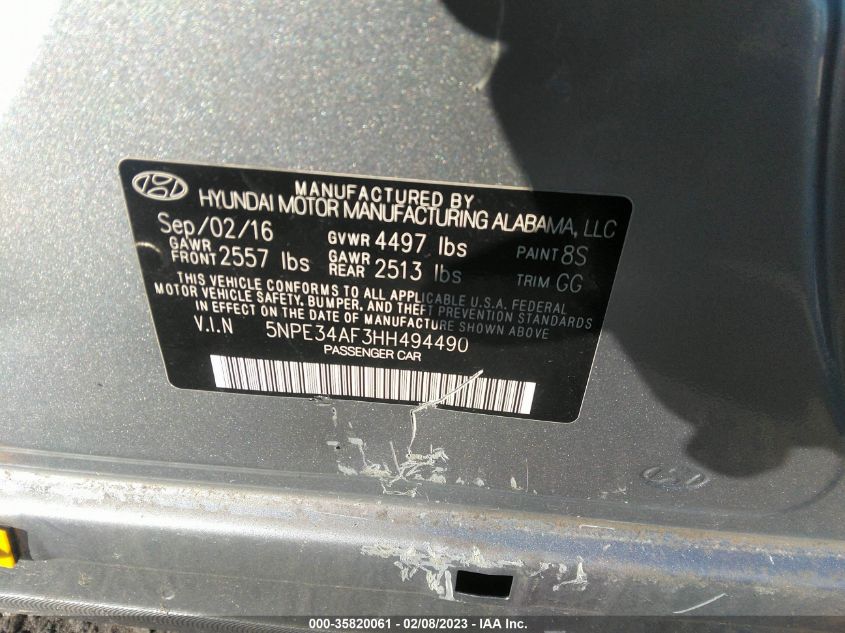 MANUFACTURED BY
HYUNDAI MOTOR MANUFACTURING ALABAMA, LLC
Sep/02/16 GVWR 4497 lbs PAINT 8S
GAWR FRONT 2557 lbs GAWR REAR 2513 lbs TRIM GG
THIS VEHICLE CONFORMS TO ALL APPLICABLE U.S.A. FEDERAL
MOTOR VEHICLE SAFETY, BUMPER, AND THEFT PREVENTION STANDARDS
IN EFFECT ON THE DATE OF MANUFACTURE SHOWN ABOVE
V.I.N 5NPE34AF3HH494490
PASSENGER CAR
000-35820061 - 02/08/2023 - IAA Inc.